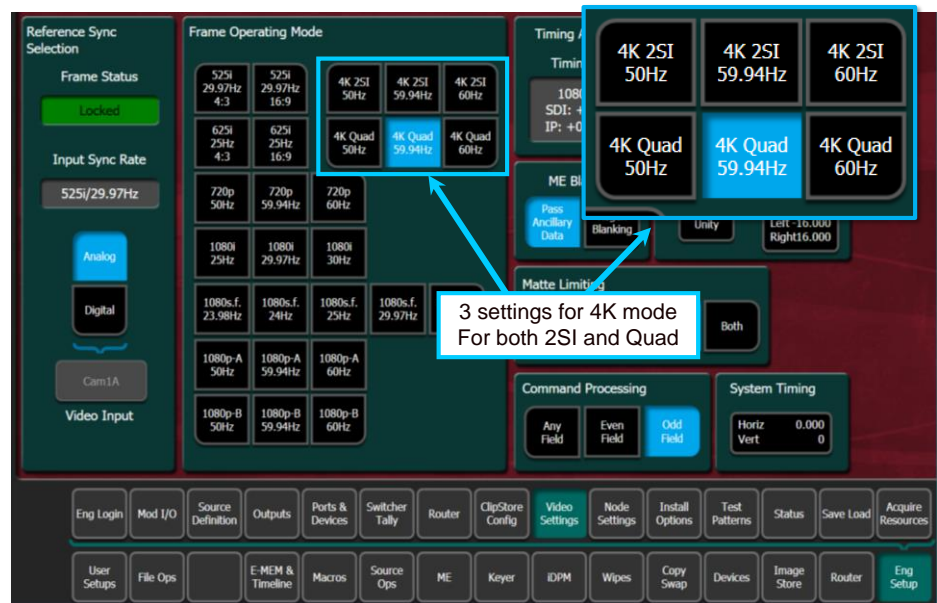 Reference Sync
Selection
Frame Status
Locked
Input Sync Rate
525i/29.97Hz
Analog
Digital
Cam1A
Video Input
Frame Operating Mode
525i
29.97Hz
4:3
525i
29.97Hz
16:9
4K 2SI
50Hz
4K 2SI
59.94Hz
4K 2SI
60Hz
625i
25Hz
4:3
625i
25Hz
16:9
4K Quad
50Hz
4K Quad
59.94Hz
4K Quad
60Hz
720p
50Hz
720p
59.94Hz
720p
60Hz
1080i
25Hz
1080i
29.97Hz
1080i
30Hz
1080s.f.
23.98Hz
1080s.f.
24Hz
1080s.f.
25Hz
1080s.f.
29.97Hz
1080p-A
50Hz
1080p-A
59.94Hz
1080p-A
60Hz
1080p-B
50Hz
1080p-B
59.94Hz
1080p-B
60Hz
Timing
SDI: +
IP: +0
4K 2SI
50Hz
4K 2SI
59.94Hz
4K 2SI
60Hz
4K Quad
50Hz
4K Quad
59.94Hz
4K Quad
60Hz
ME Bl
Pass
Ancillary
Data
Blanking
Unity
Left -16.000
Right16.000
Matte Limiting
3 settings for 4K mode
For both 2SI and Quad
Both
Command Processing
Any
Field
Even
Field
Odd
Field
System Timing
Horiz 0.000
Vert 0
Eng Login
Mod I/O
Source
Definition
Outputs
Ports &
Devices
Switcher
Tally
Router
ClipStore
Config
Video
Settings
Node
Settings
Install
Options
Test
Patterns
Status
Save Load
Acquire
Resources
User
Setups
File Ops
E-MEM &
Timeline
Macros
Source
Ops
ME
Keyer
iDPM
Wipes
Copy
Swap
Devices
Image
Store
Router
Eng
Setup